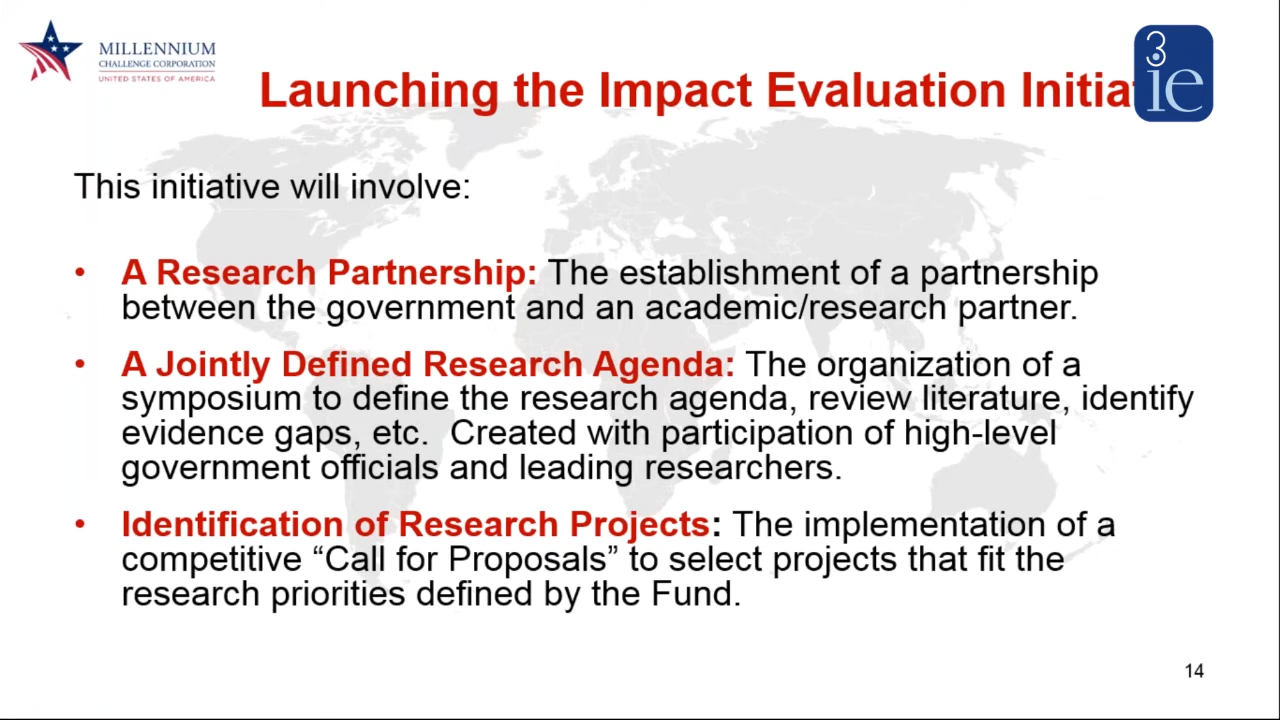 MILLENNIUM
CHALLENGE CORPORATION
UNITED STATES OF AMERICA
3ie
Launching the Impact Evaluation Initia
This initiative will involve:
• A Research Partnership: The establishment of a partnership
between the government and an academic/research partner.
• A Jointly Defined Research Agenda: The organization of a
symposium to define the research agenda, review literature, identify
evidence gaps, etc.  Created with participation of high-level
government officials and leading researchers.
• Identification of Research Projects: The implementation of a
competitive “Call for Proposals” to select projects that fit the
research priorities defined by the Fund.
14